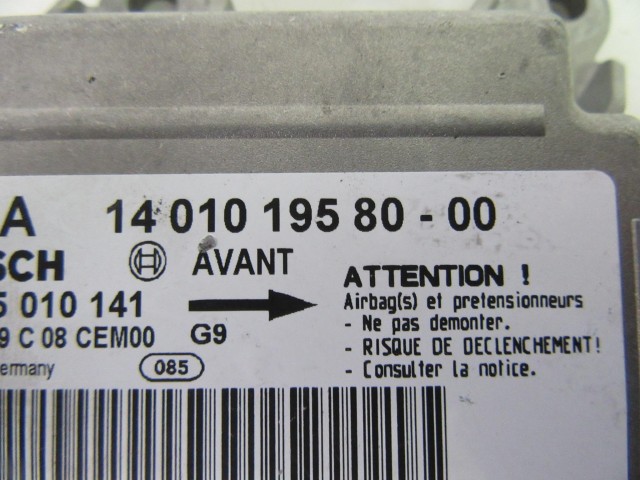 A 14 010 195 80 - 00
SCH AVANT
5 010 141
9 C 08 CEM00 G9
ermany 085
ATTENTION !
Airbag(s) et pretensionneurs
- Ne pas demonter.
- RISQUE DE DECLENCHEMENT!
- Consulter la notice.